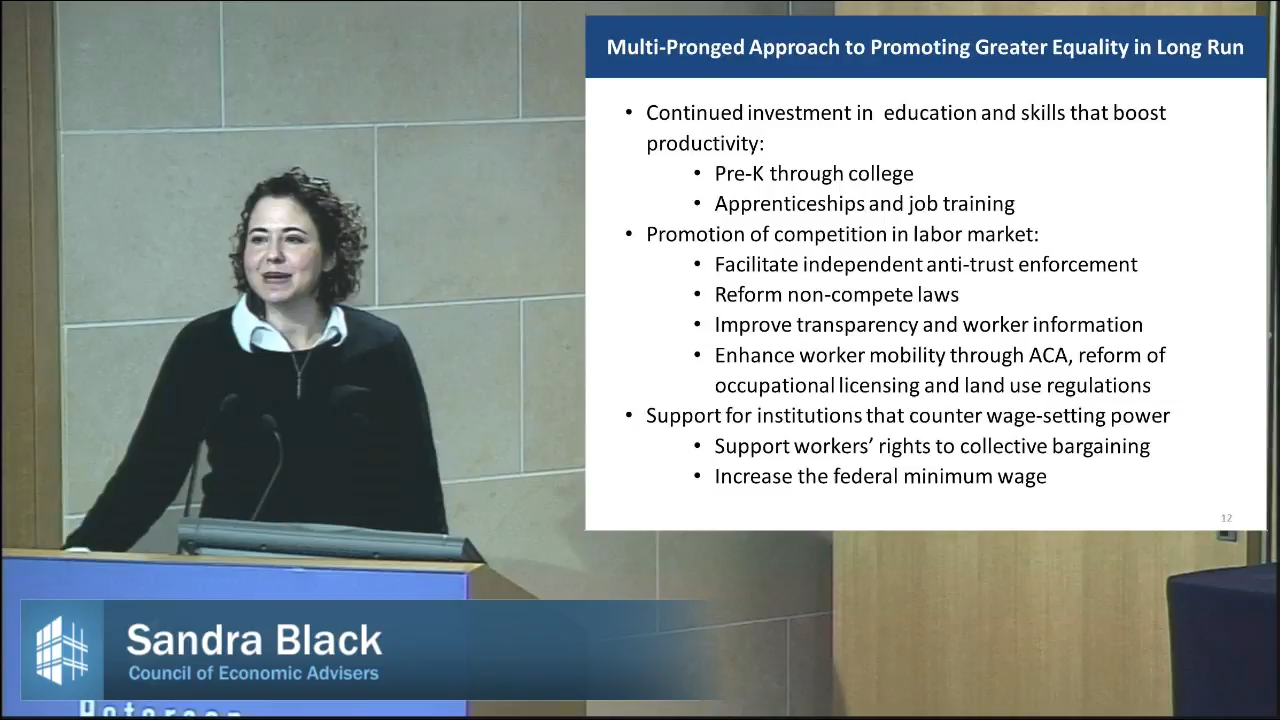 Multi-Pronged Approach to Promoting Greater Equality in Long Run
• Continued investment in education and skills that boost
productivity:
• Pre-K through college
• Apprenticeships and job training
• Promotion of competition in labor market:
• Facilitate independent anti-trust enforcement
• Reform non-compete laws
• Improve transparency and worker information
• Enhance worker mobility through ACA, reform of
occupational licensing and land use regulations
• Support for institutions that counter wage-setting power
• Support workers’ rights to collective bargaining
• Increase the federal minimum wage
12
Sandra Black
Council of Economic Advisers